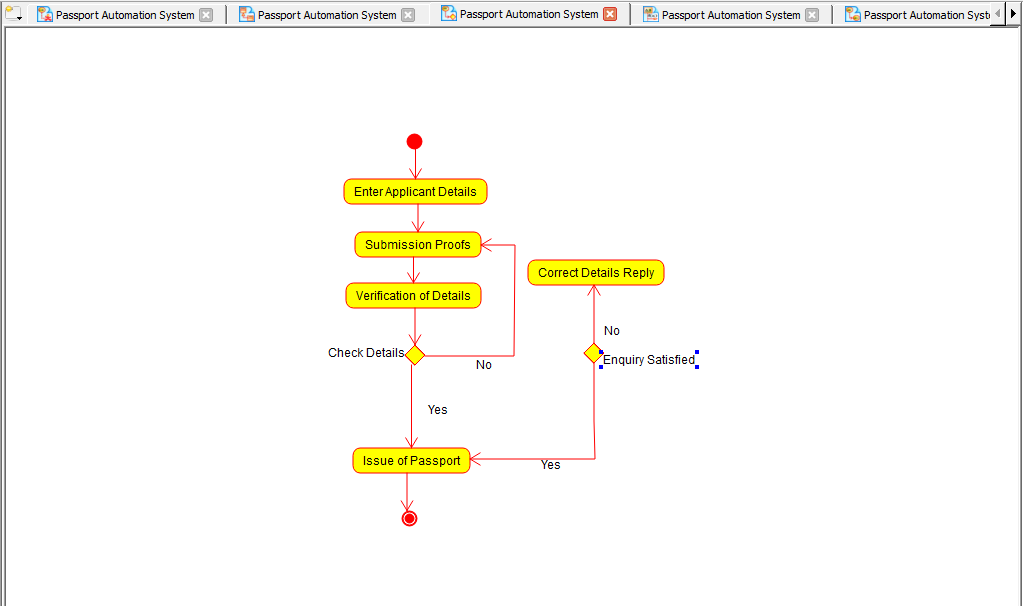 Passport Automation System
Passport Automation System
Passport Automation System
Passport Automation System
Passport Automation Syst
Enter Applicant Details
Submission Proofs
Correct Details Reply
Verification of Details
No
Check Details
Enquiry Satisfied
No
Yes
Issue of Passport
Yes